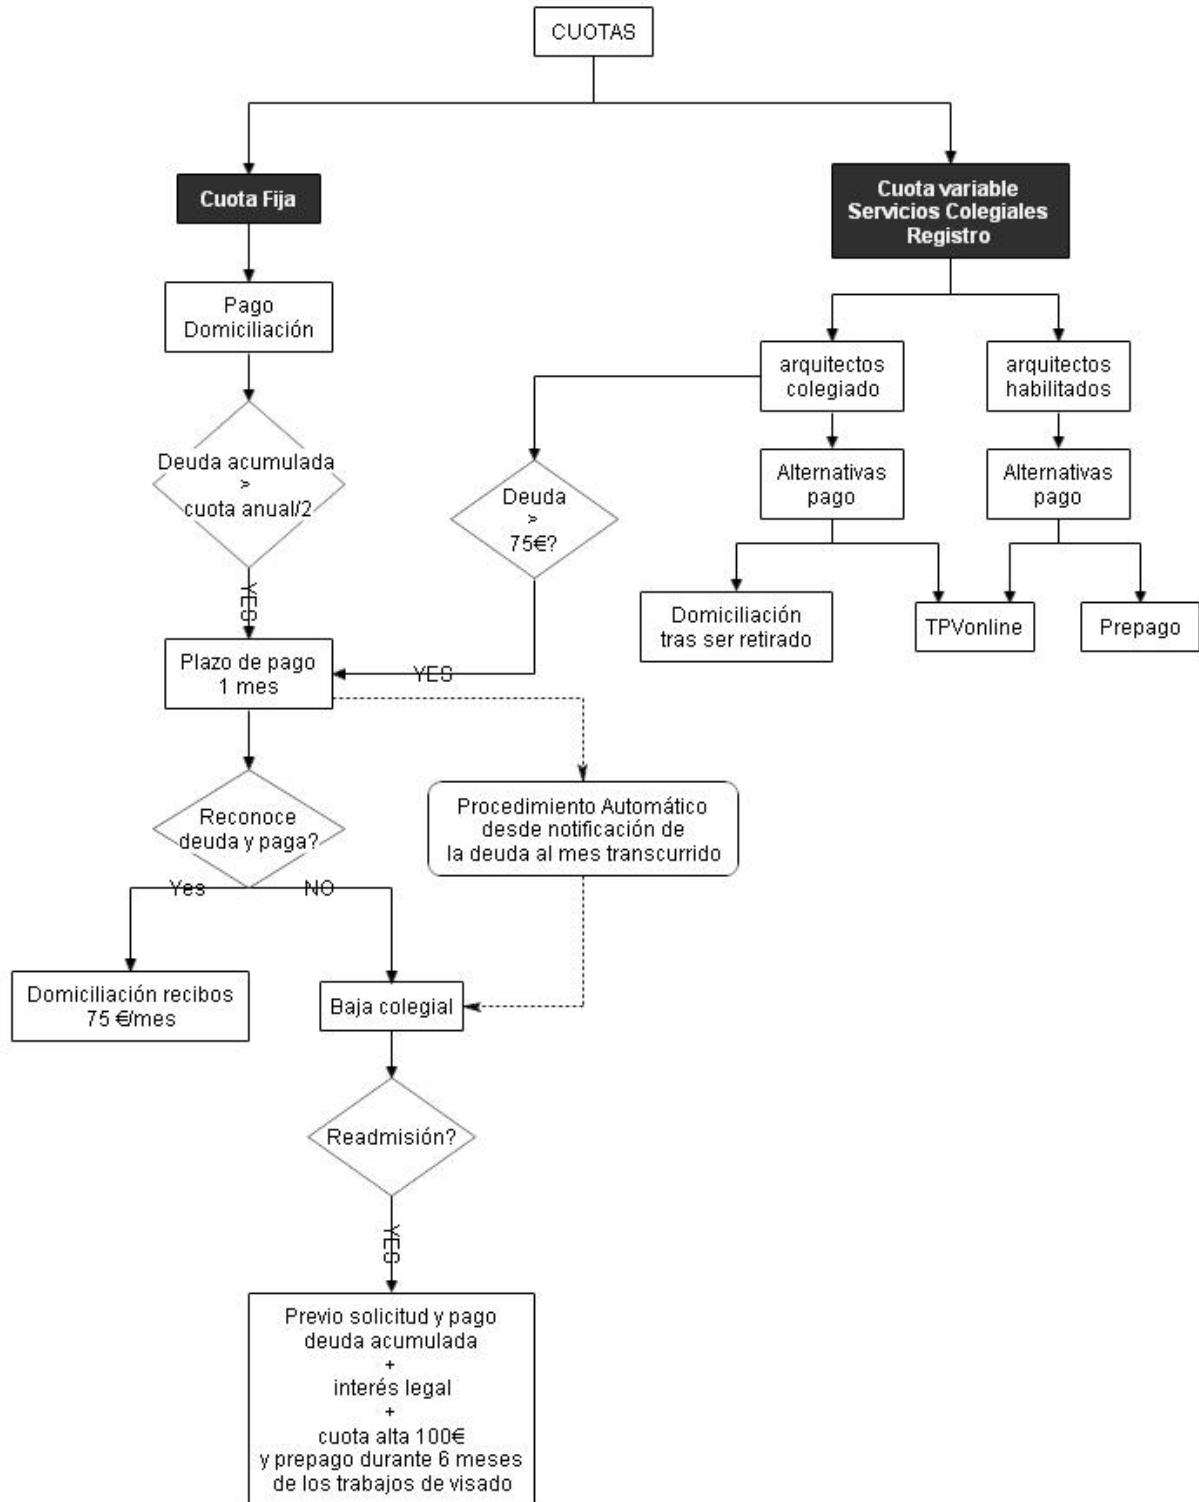 CUOTAS
Cuota Fija
Cuota variable
Servicios Colegiales
Registro
Pago
Domiciliación
arquitectos
colegiado
arquitectos
habilitados
Deuda acumulada
>
cuota anual/2
Deuda
>
75€?
Alternativas
pago
Alternativas
pago
YES
Domiciliación
tras ser retirado
TPVonline
Prepago
Plazo de pago
1 mes
YES
Reconoce
deuda y paga?
Procedimiento Automático
desde notificación de
la deuda al mes transcurrido
Yes
NO
Domiciliación recibos
75 €/mes
Baja colegial
Readmisión?
YES
Previo solicitud y pago
deuda acumulada
+
interés legal
+
cuota alta 100€
y prepago durante 6 meses
de los trabajos de visado